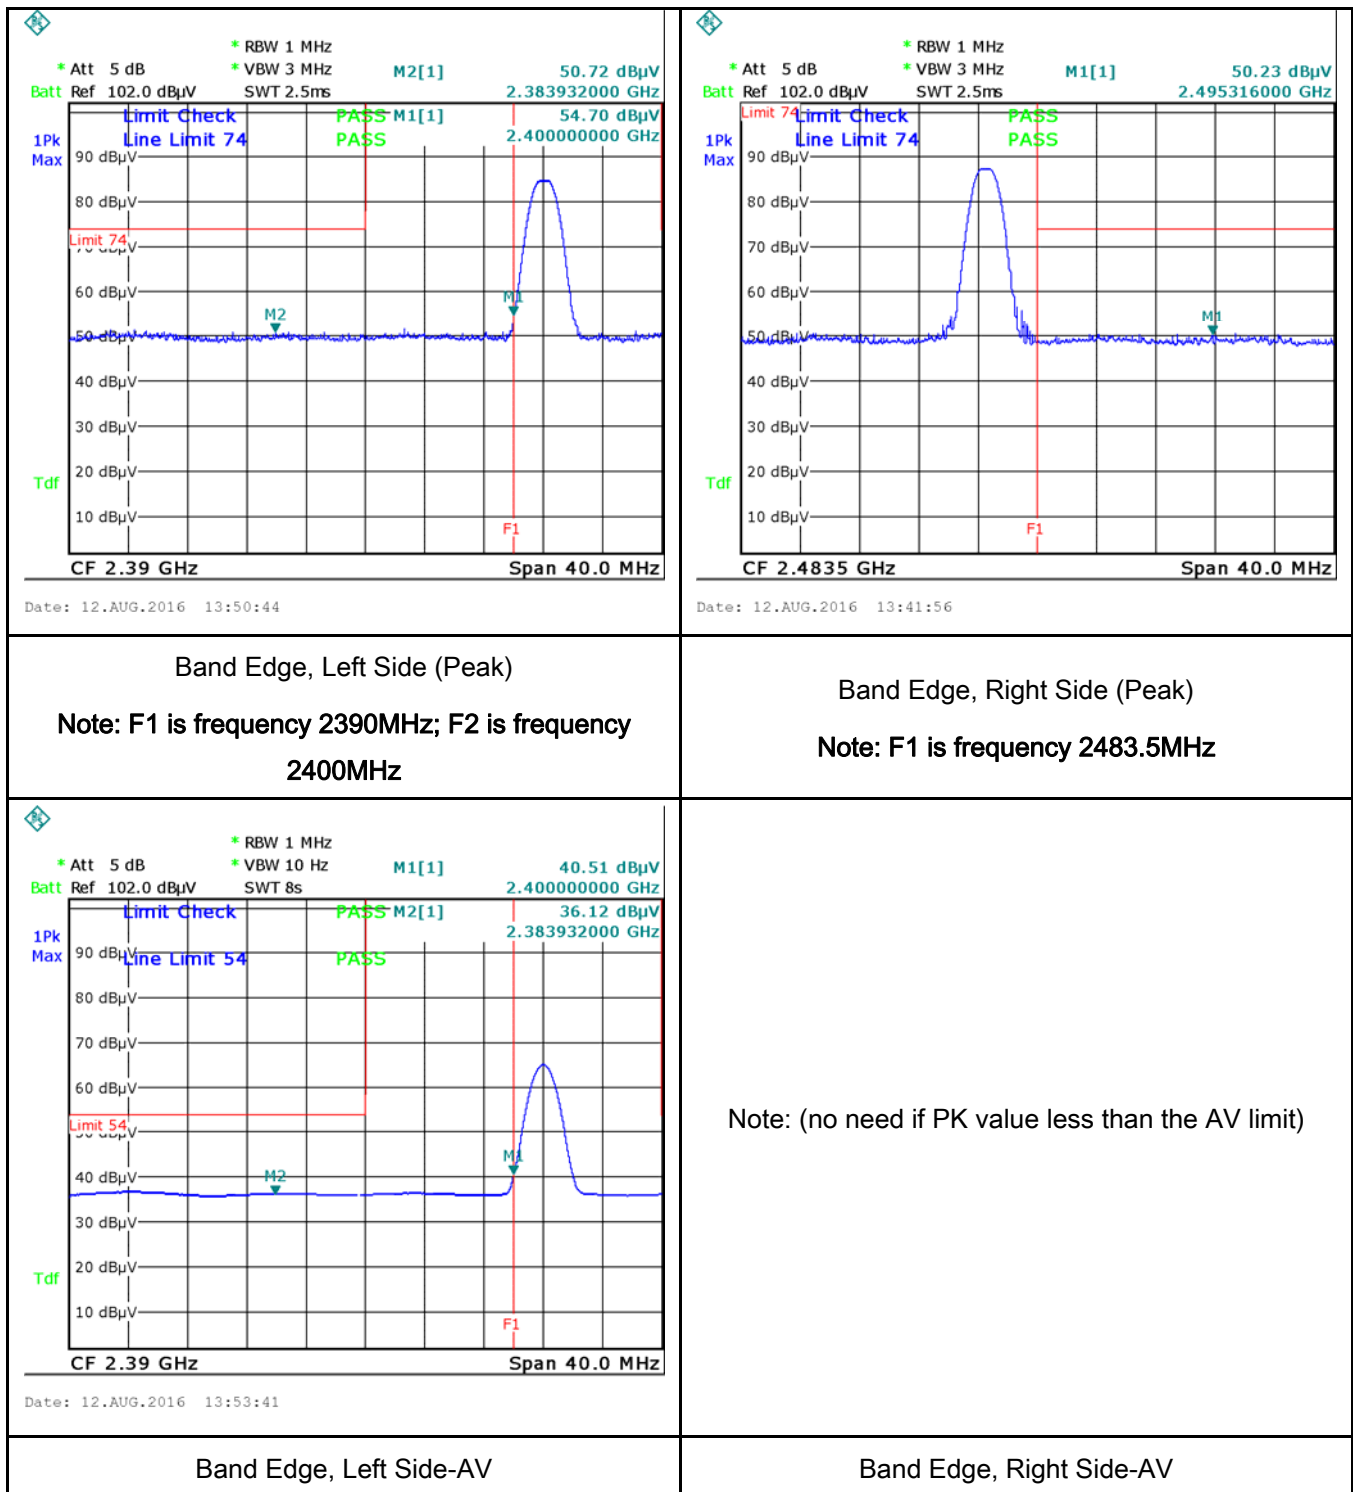 * RBW 1 MHz
* Att 5 dB * VBW 3 MHz M2[1] 50.72 dBµV
Batt Ref 102.0 dBµV SWT 2.5ms 2.383932000 GHz
Limit Check PASS M1[1] 54.70 dBµV
1Pk Line Limit 74 PASS 2.400000000 GHz
Max 90 dBµV
80 dBµV
Limit 74
70 dBµV
60 dBµV
M1
M2
50 dBµV
40 dBµV
30 dBµV
20 dBµV
Tdf
10 dBµV
F1
CF 2.39 GHz Span 40.0 MHz
Date: 12.AUG.2016 13:50:44
* RBW 1 MHz
* Att 5 dB * VBW 3 MHz M1[1] 50.23 dBµV
Batt Ref 102.0 dBµV SWT 2.5ms 2.495316000 GHz
Limit 74 Limit Check PASS
1Pk Line Limit 74 PASS
Max 90 dBµV
80 dBµV
70 dBµV
60 dBµV
M1
50 dBµV
40 dBµV
30 dBµV
20 dBµV
Tdf
10 dBµV
F1
CF 2.4835 GHz Span 40.0 MHz
Date: 12.AUG.2016 13:41:56
Band Edge, Left Side (Peak)
Note: F1 is frequency 2390MHz; F2 is frequency
2400MHz
Band Edge, Right Side (Peak)
Note: F1 is frequency 2483.5MHz
* RBW 1 MHz
* Att 5 dB * VBW 10 Hz M1[1] 40.51 dBµV
Batt Ref 102.0 dBµV SWT 8s 2.400000000 GHz
Limit Check PASS M2[1] 36.12 dBµV
1Pk 2.383932000 GHz
Max 90 dBµV Line Limit 54 PASS
80 dBµV
70 dBµV
60 dBµV
Limit 54
50 dBµV
M1
40 dBµV M2
30 dBµV
20 dBµV
Tdf
10 dBµV
F1
CF 2.39 GHz Span 40.0 MHz
Date: 12.AUG.2016 13:53:41
Note: (no need if PK value less than the AV limit)
Band Edge, Left Side-AV
Band Edge, Right Side-AV